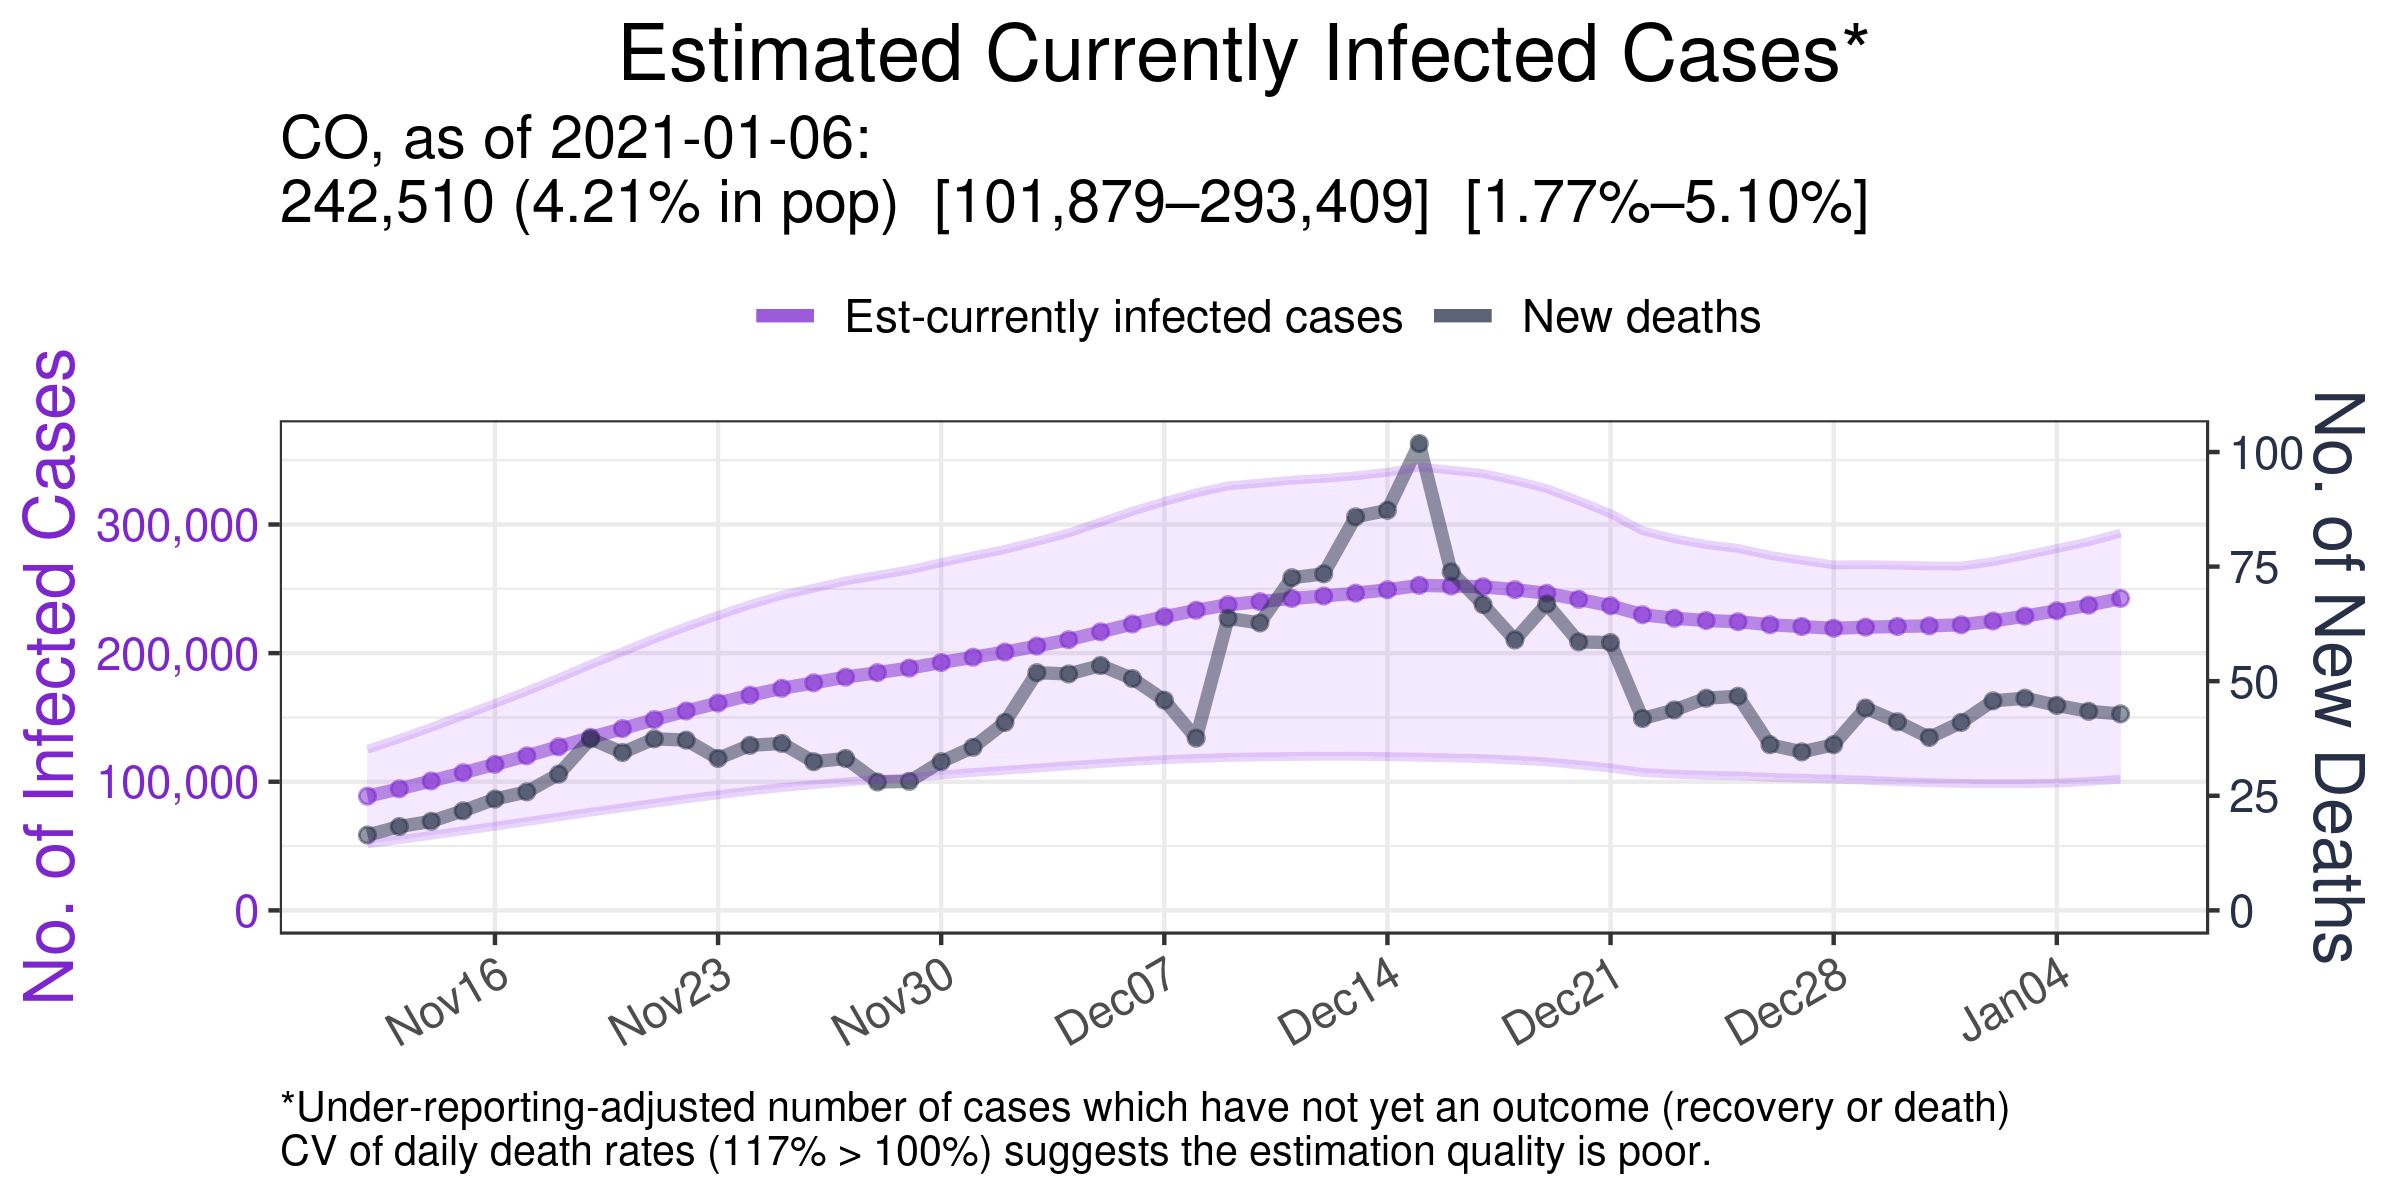 Estimated Currently Infected Cases*
CO, as of 2021-01-06:
242,510 (4.21% in pop)  [101,879–293,409]  [1.77%–5.10%]
Est-currently infected cases
New deaths
No. of Infected Cases
300,000
200,000
100,000
0
No. of New Deaths
100
75
50
25
0
Nov16
Nov23
Nov30
Dec07
Dec14
Dec21
Dec28
Jan04
*Under-reporting-adjusted number of cases which have not yet an outcome (recovery or death)
CV of daily death rates (117% > 100%) suggests the estimation quality is poor.